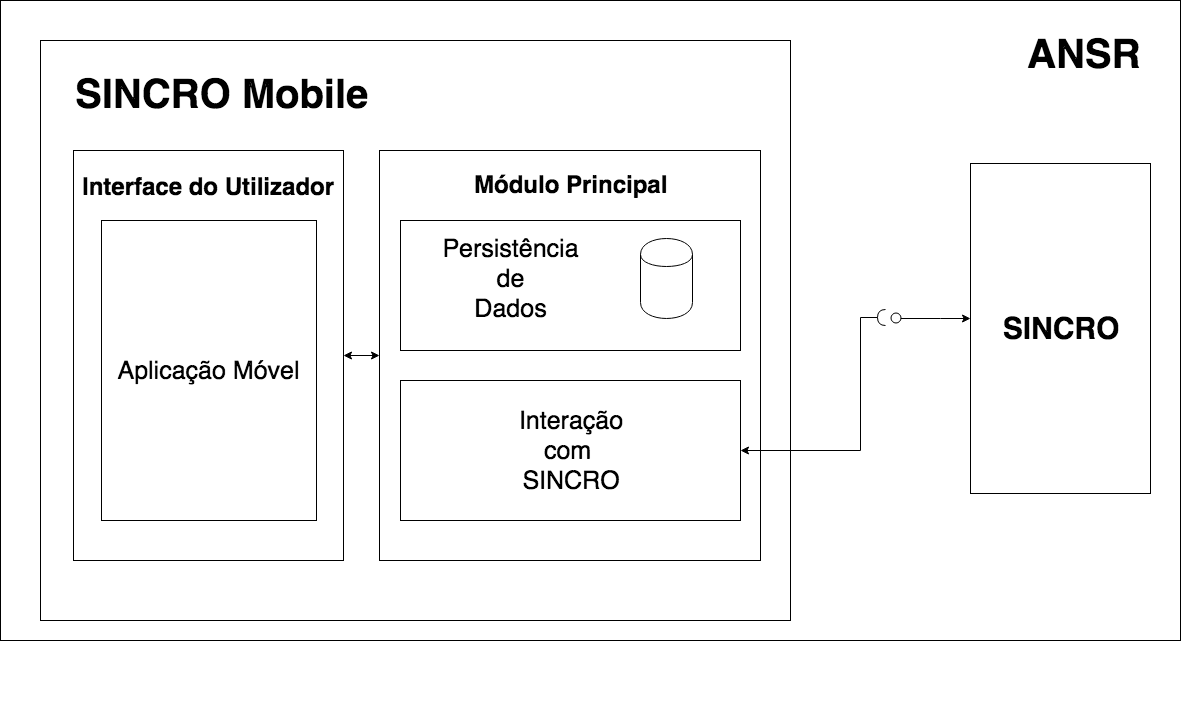 ANSR
SINCRO Mobile
Interface do Utilizador
Aplicação Móvel
Módulo Principal
Persistência
de
Dados
Interação
com
SINCRO
SINCRO